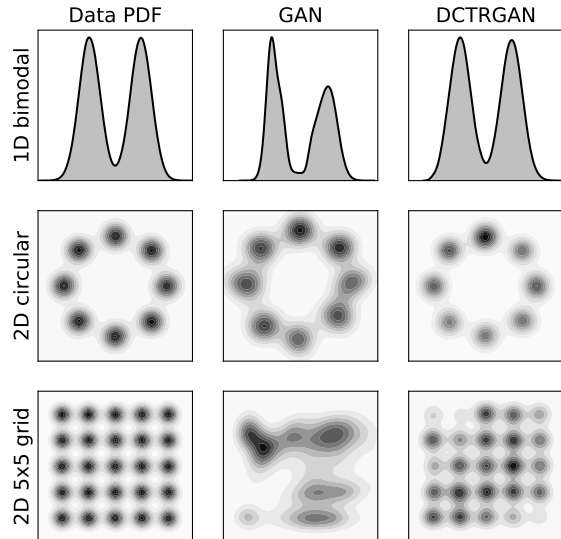 Data PDF GAN DCTRGAN
1D bimodal
2D circular
2D 5x5 grid